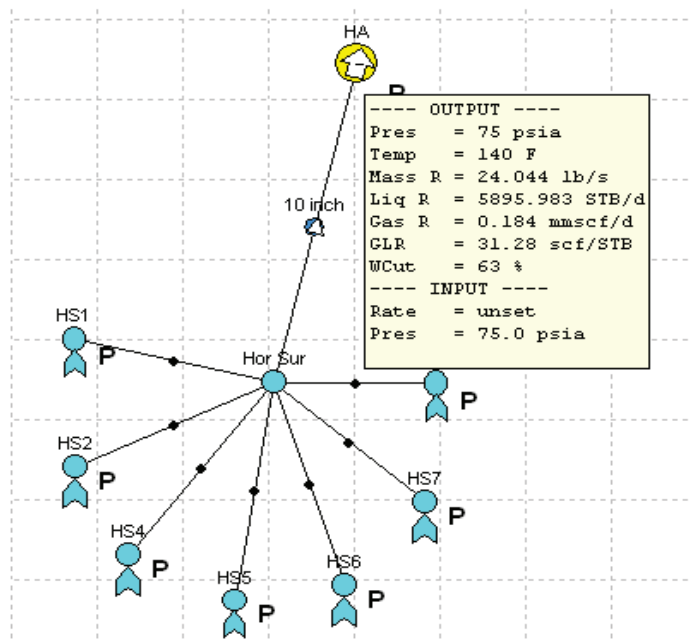 HA
---- OUTPUT ----
Pres = 75 psia
Temp = 140 F
Mass R = 24.044 lb/s
Liq R = 5895.983 STB/d
Gas R = 0.184 mmscf/d
GLR = 31.28 scf/STB
WCut = 63 %
---- INPUT ----
Rate = unset
Pres = 75.0 psia
10 inch
HS1
P
Hor Sur
P
HS2
P
HS7
P
HS4
P
HS5
P
HS6
P